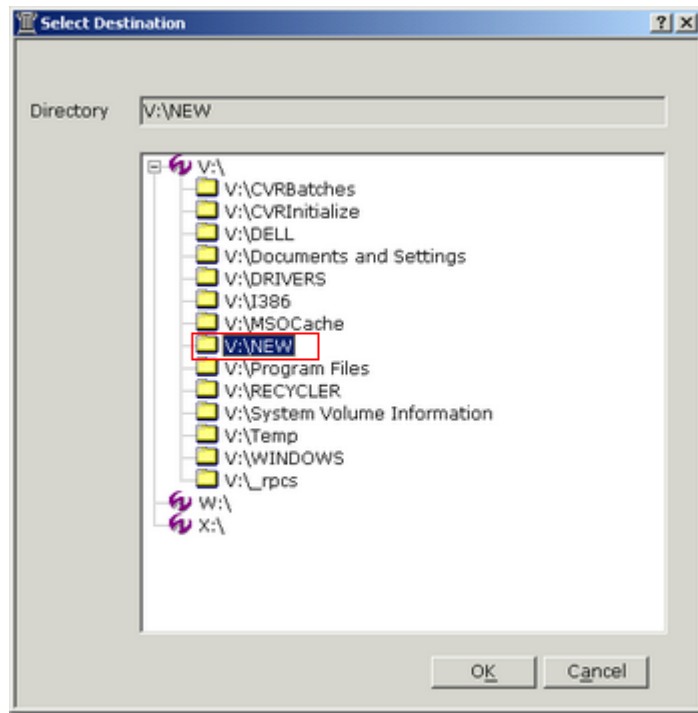 Select Destination
Directory V:\NEW
V:\
V:\CVRBatches
V:\CVRInitialize
V:\DELL
V:\Documents and Settings
V:\DRIVERS
V:\I386
V:\MSOCache
V:\NEW
V:\Program Files
V:\RECYCLER
V:\System Volume Information
V:\Temp
V:\WINDOWS
V:\_rpcs
W:\
X:\
OK Cancel